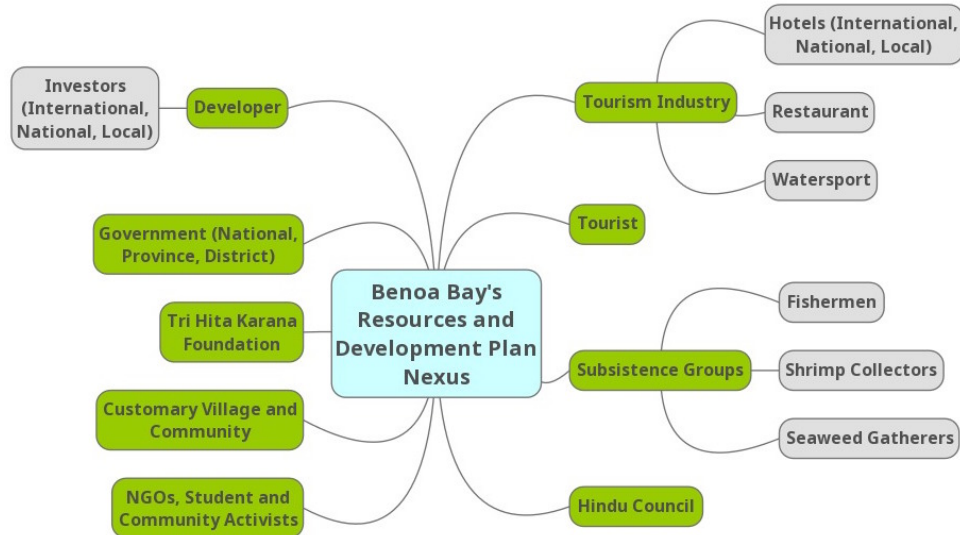 Investors
(International,
National, Local)
Developer
Government (National,
Province, District)
Tri Hita Karana
Foundation
Customary Village and
Community
NGOs, Student and
Community Activists
Benoa Bay's
Resources and
Development Plan
Nexus
Tourism Industry
Hotels (International,
National, Local)
Restaurant
Watersport
Tourist
Subsistence Groups
Fishermen
Shrimp Collectors
Seaweed Gatherers
Hindu Council